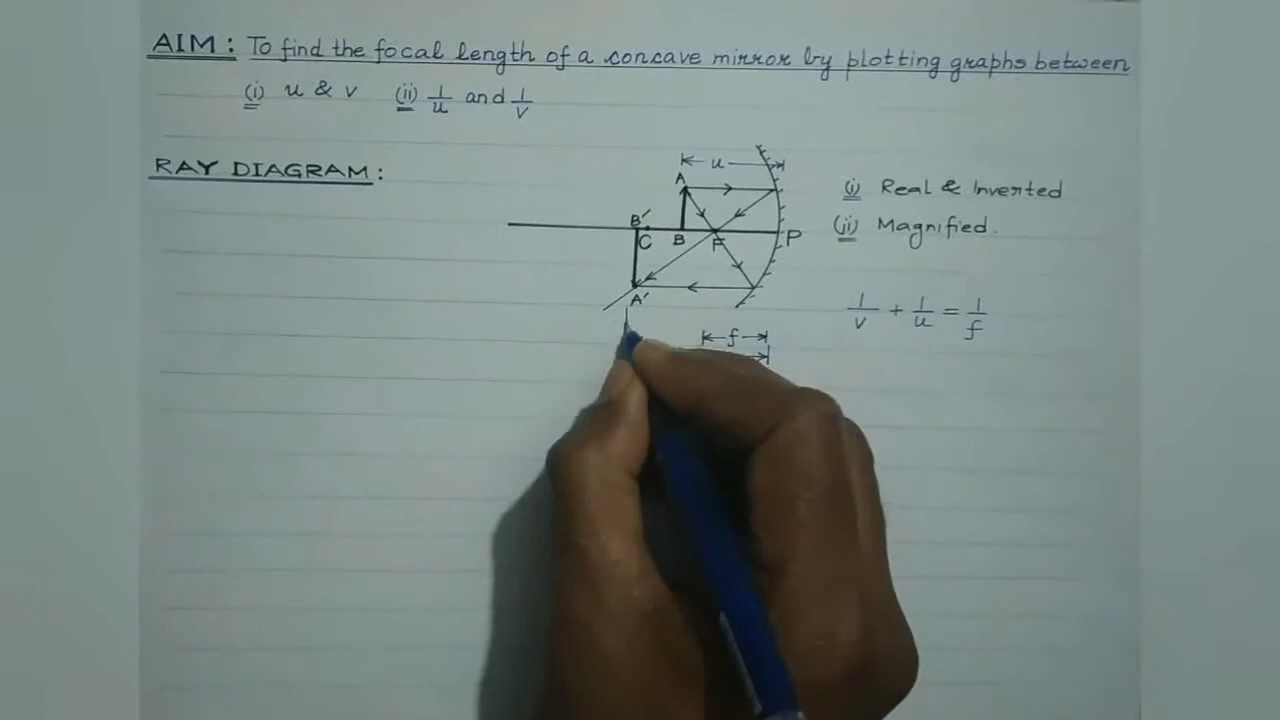 AIM: To find the focal length of a concave mirror by plotting graphs between
(i) u & v (ii) 1/u and 1/v
RAY DIAGRAM:
u
A
B′
C B F P
A′
f
(i) Real & Inverted
(ii) Magnified.
1/v + 1/u = 1/f